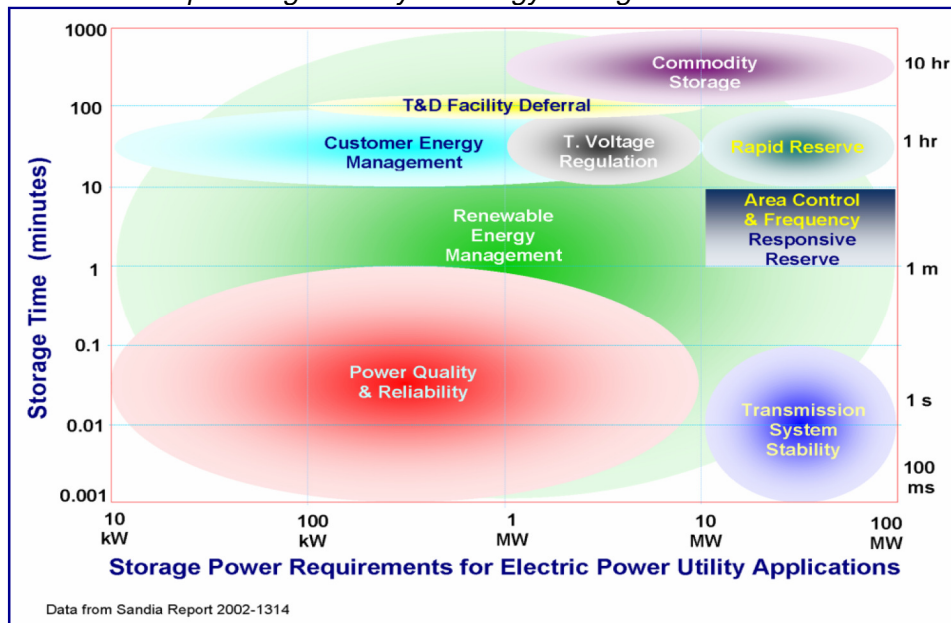 1000
100
10
1
0.1
0.01
0.001
Storage Time (minutes)
Commodity
Storage
T&D Facility Deferral
Customer Energy
Management
T. Voltage
Regulation
Rapid Reserve
Renewable
Energy
Management
Area Control
& Frequency
Responsive
Reserve
Power Quality
& Reliability
Transmission
System
Stability
10 hr
1 hr
1 m
1 s
100
ms
10
kW
100
kW
1
MW
10
MW
100
MW
Storage Power Requirements for Electric Power Utility Applications
Data from Sandia Report 2002-1314